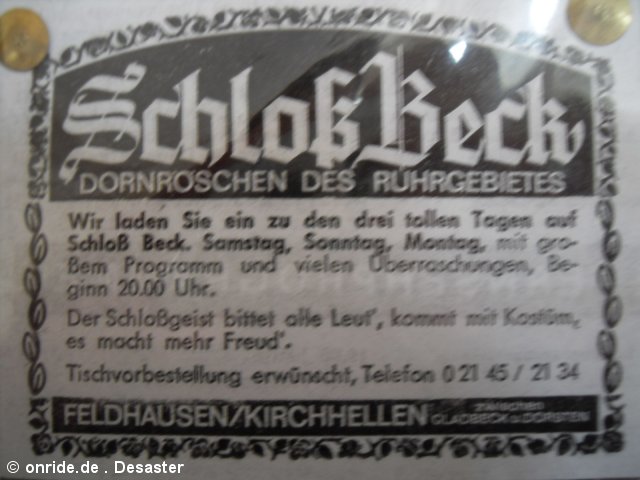 Schloß Beck
DORNRÖSCHEN DES RUHRGEBIETES
Wir laden Sie ein zu den drei tollen Tagen auf
Schloß Beck. Samstag, Sonntag, Montag, mit gro-
ßem Programm und vielen Überraschungen, Be-
ginn 20.00 Uhr.
Der Schloßgeist bittet alle Leut', kommt mit Kostüm,
es macht mehr Freud'.
Tischvorbestellung erwünscht, Telefon 0 21 45 / 21 34
FELDHAUSEN/KIRCHHELLEN ZWISCHEN
GLADBECK u. DORSTEN
© onride.de . Desaster